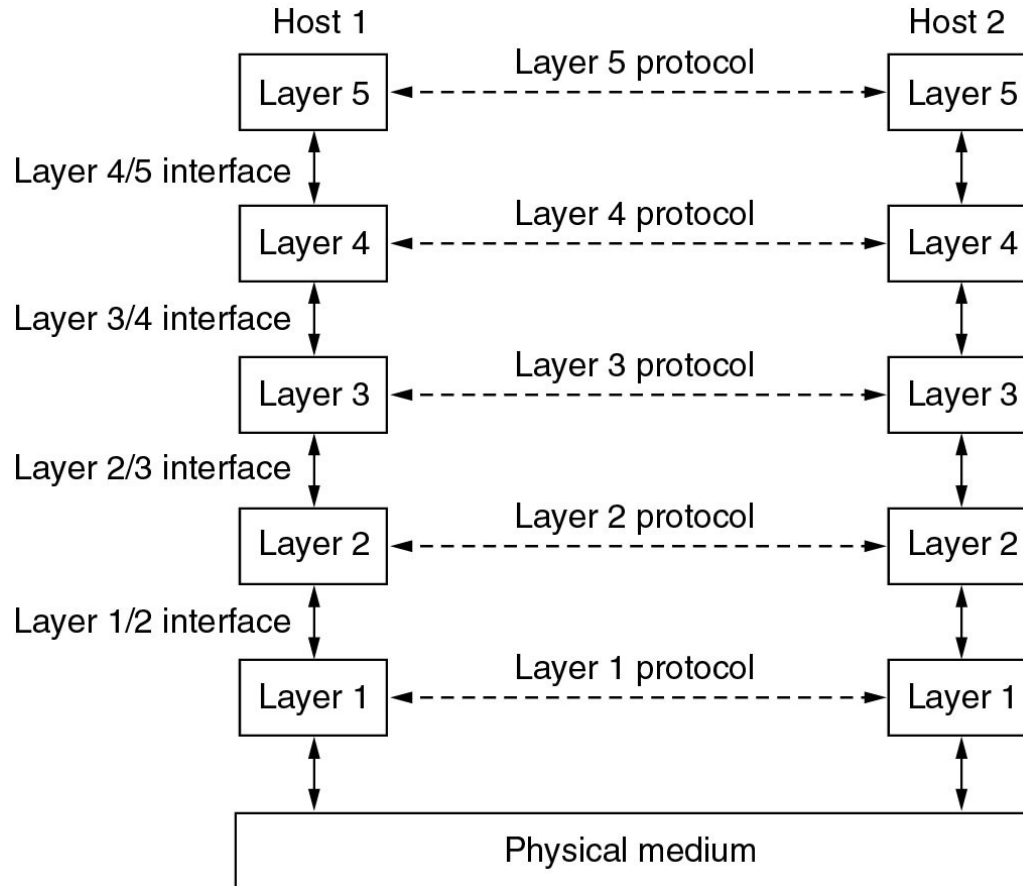 Host 1
Host 2
Layer 5
Layer 5 protocol
Layer 5
Layer 4/5 interface
Layer 4
Layer 4 protocol
Layer 4
Layer 3/4 interface
Layer 3
Layer 3 protocol
Layer 3
Layer 2/3 interface
Layer 2
Layer 2 protocol
Layer 2
Layer 1/2 interface
Layer 1
Layer 1 protocol
Layer 1
Physical medium